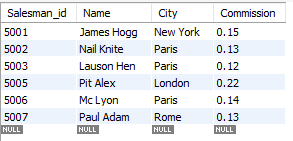 Salesman_id Name City Commission
5001 James Hogg New York 0.15
5002 Nail Knite Paris 0.13
5003 Lauson Hen Paris 0.12
5005 Pit Alex London 0.22
5006 Mc Lyon Paris 0.14
5007 Paul Adam Rome 0.13
NULL NULL NULL NULL